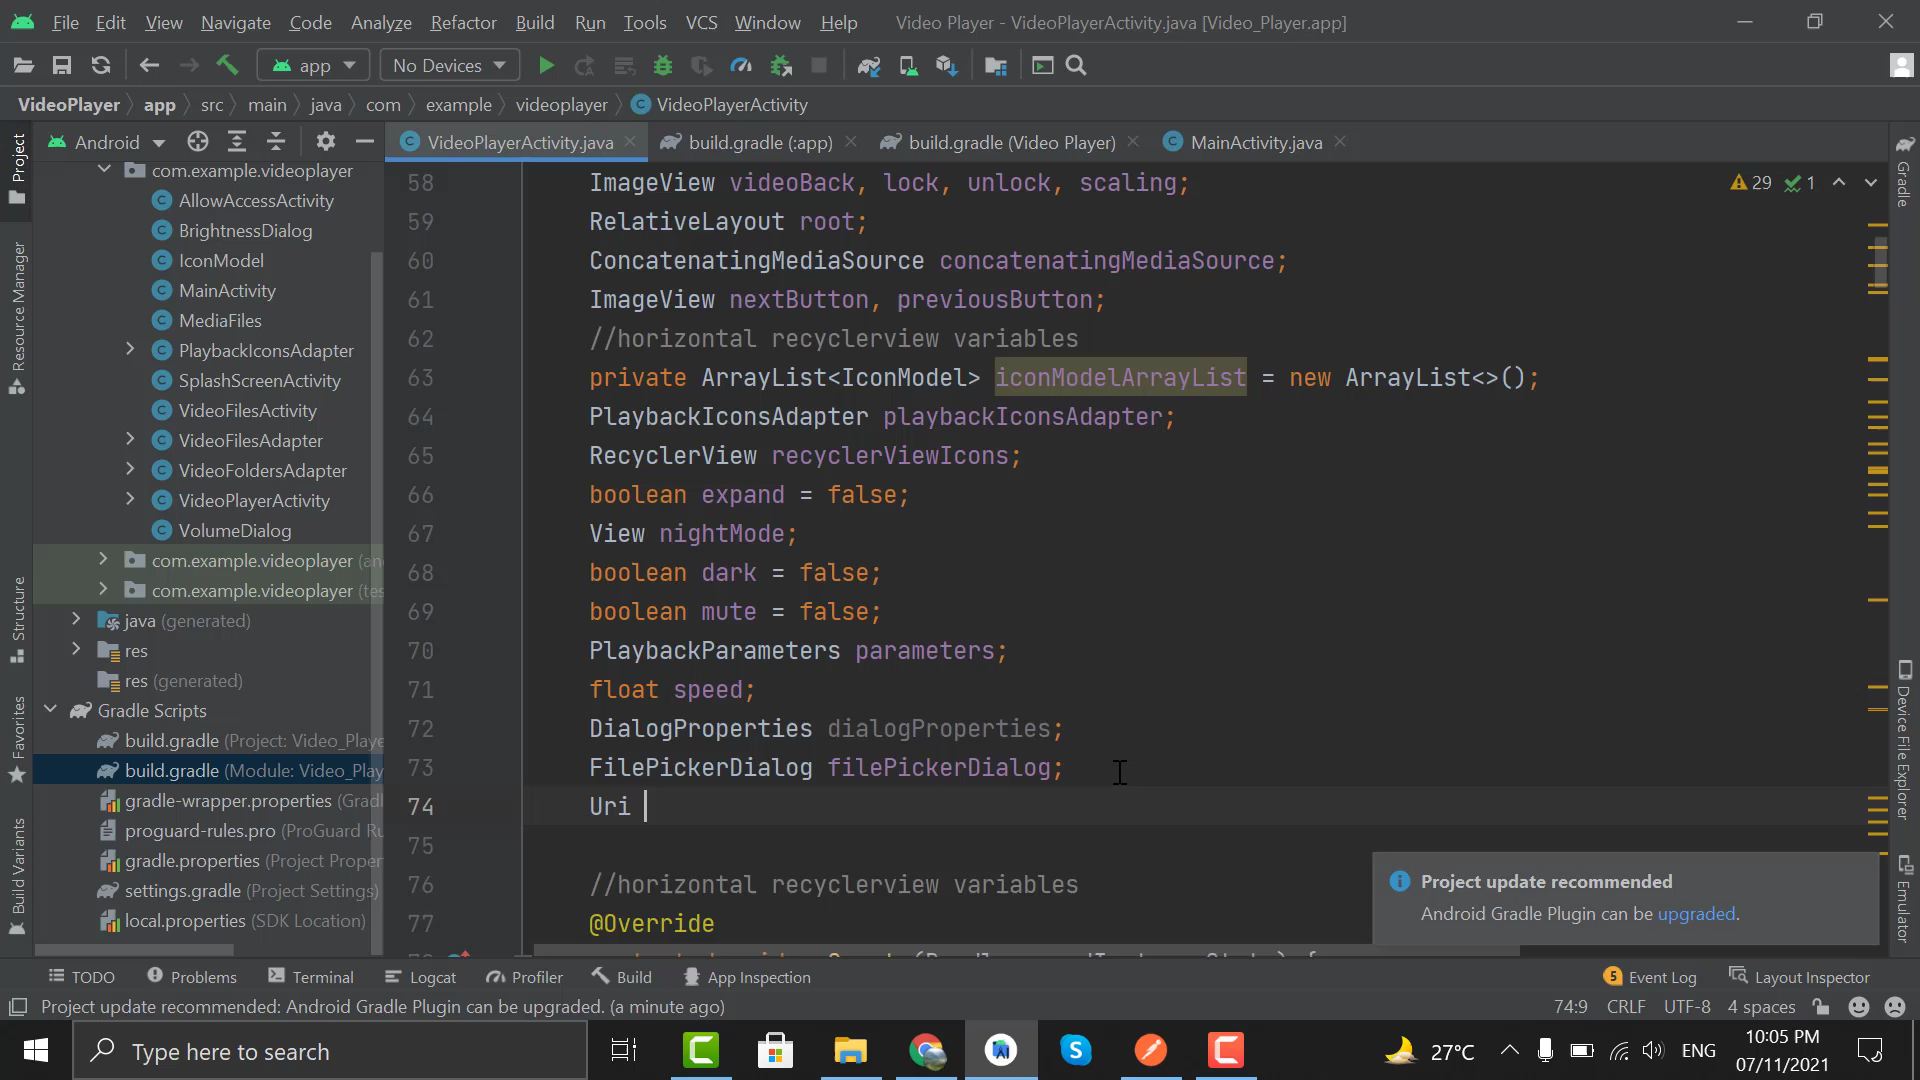 File Edit View Navigate Code Analyze Refactor Build Run Tools VCS Window Help Video Player - VideoPlayerActivity.java [Video_Player.app]
app No Devices
VideoPlayer app src main java com example videoplayer VideoPlayerActivity
Android VideoPlayerActivity.java build.gradle (:app) build.gradle (Video Player) MainActivity.java
Project
Resource Manager
Structure
Favorites
Build Variants
com.example.videoplayer
AllowAccessActivity
BrightnessDialog
IconModel
MainActivity
MediaFiles
PlaybackIconsAdapter
SplashScreenActivity
VideoFilesActivity
VideoFilesAdapter
VideoFoldersAdapter
VideoPlayerActivity
VolumeDialog
com.example.videoplayer (an
com.example.videoplayer (tes
java (generated)
res
res (generated)
Gradle Scripts
build.gradle (Project: Video_Playe
build.gradle (Module: Video_Play
gradle-wrapper.properties (Grad
proguard-rules.pro (ProGuard Ru
gradle.properties (Project Proper
settings.gradle (Project Settings)
local.properties (SDK Location)
58 ImageView videoBack, lock, unlock, scaling;
59 RelativeLayout root;
60 ConcatenatingMediaSource concatenatingMediaSource;
61 ImageView nextButton, previousButton;
62 //horizontal recyclerview variables
63 private ArrayList<IconModel> iconModelArrayList = new ArrayList<>();
64 PlaybackIconsAdapter playbackIconsAdapter;
65 RecyclerView recyclerViewIcons;
66 boolean expand = false;
67 View nightMode;
68 boolean dark = false;
69 boolean mute = false;
70 PlaybackParameters parameters;
71 float speed;
72 DialogProperties dialogProperties;
73 FilePickerDialog filePickerDialog;
74 Uri
75
76 //horizontal recyclerview variables
77 @Override
29 1
Gradle
Device File Explorer
Emulator
Project update recommended
Android Gradle Plugin can be upgraded.
TODO Problems Terminal Logcat Profiler Build App Inspection 5 Event Log Layout Inspector
Project update recommended: Android Gradle Plugin can be upgraded. (a minute ago) 74:9 CRLF UTF-8 4 spaces
Type here to search 27°C ENG 10:05 PM
07/11/2021